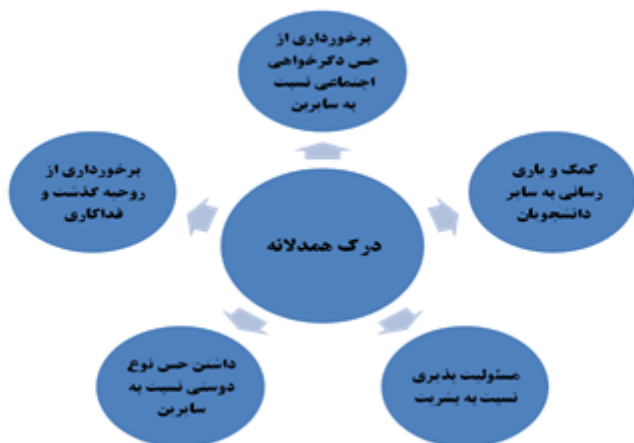 برخورداری از
حس دگرخواهی
اجتماعی نسبت
به سایرین
برخورداری از
روحیه گذشت و
فداکاری
کمک و یاری
رسانی به سایر
دانشجویان
درک همدلانه
داشتن حس نوع
دوستی نسبت به
سایرین
مسئولیت پذیری
نسبت به بشریت